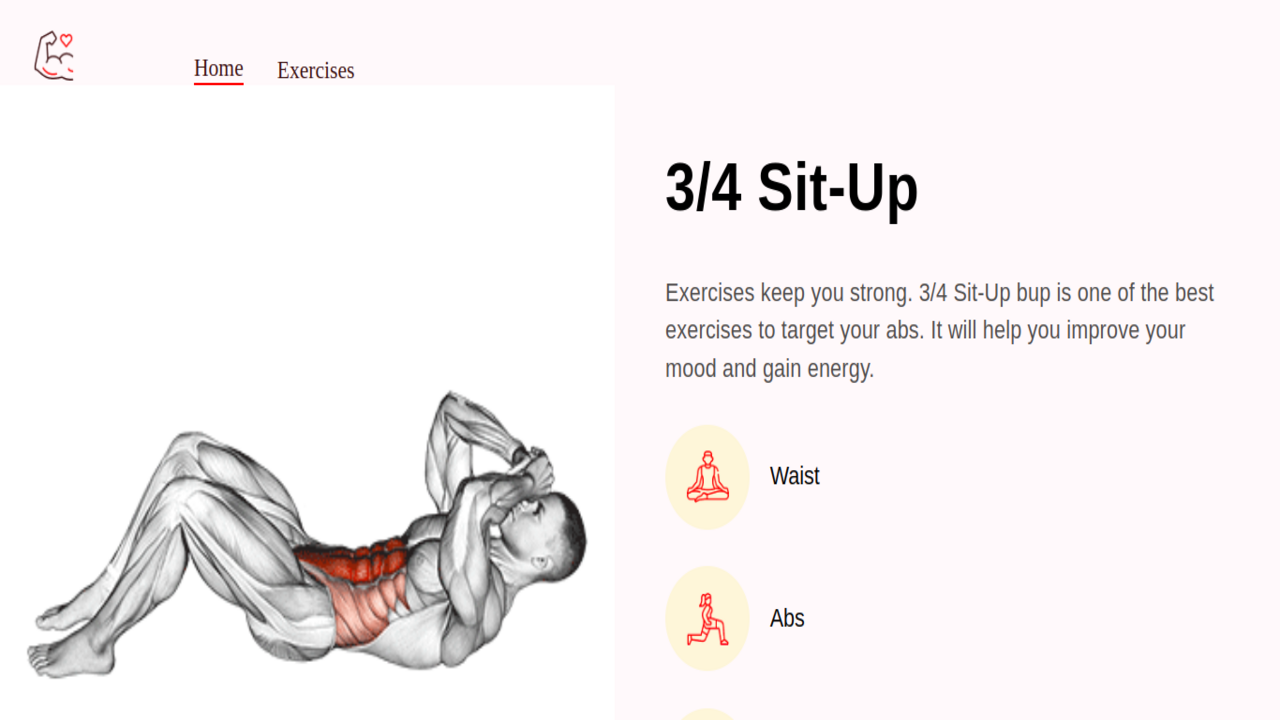 Home
Exercises
3/4 Sit-Up
Exercises keep you strong. 3/4 Sit-Up bup is one of the best
exercises to target your abs. It will help you improve your
mood and gain energy.
Waist
Abs